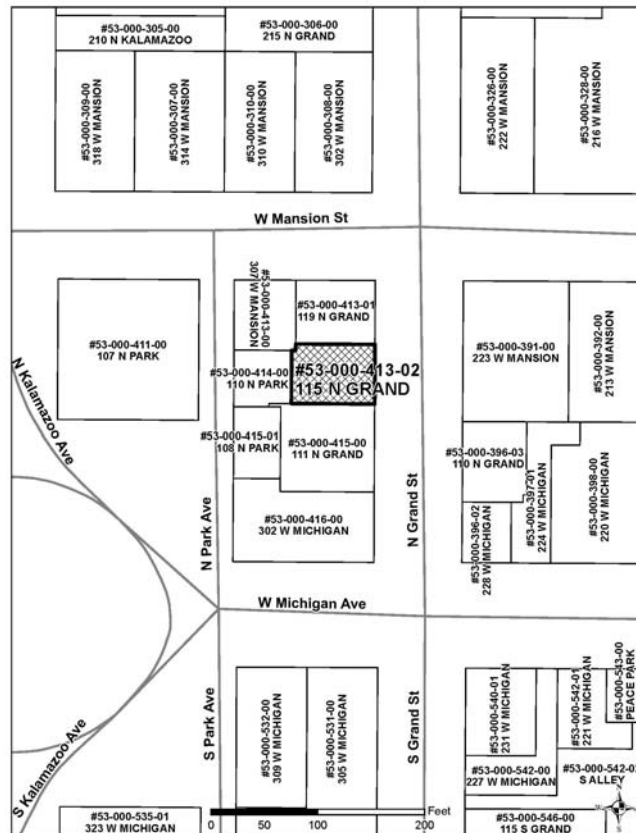 #53-000-305-00
210 N KALAMAZOO
#53-000-306-00
215 N GRAND
#53-000-309-00
318 W MANSION
#53-000-307-00
314 W MANSION
#53-000-310-00
310 W MANSION
#53-000-308-00
302 W MANSION
#53-000-326-00
222 W MANSION
#53-000-328-00
216 W MANSION
W Mansion St
#53-000-411-00
107 N PARK
#53-000-413-00
307 W MANSION
#53-000-413-01
119 N GRAND
#53-000-414-00
110 N PARK
#53-000-413-02
115 N GRAND
#53-000-415-01
108 N PARK
#53-000-415-00
111 N GRAND
#53-000-416-00
302 W MICHIGAN
#53-000-391-00
223 W MANSION
#53-000-392-00
213 W MANSION
#53-000-396-03
110 N GRAND
#53-000-396-02
228 W MICHIGAN
#53-000-397-01
224 W MICHIGAN
#53-000-398-00
220 W MICHIGAN
N Kalamazoo Ave
N Park Ave
N Grand St
W Michigan Ave
S Kalamazoo Ave
S Park Ave
S Grand St
#53-000-532-00
309 W MICHIGAN
#53-000-531-00
305 W MICHIGAN
#53-000-540-01
231 W MICHIGAN
#53-000-542-00
227 W MICHIGAN
#53-000-542-01
221 W MICHIGAN
#53-000-543-00
PEACE PARK
#53-000-542-02
S ALLEY
#53-000-535-01
323 W MICHIGAN
#53-000-546-00
115 S GRAND
Feet
0 50 100 200